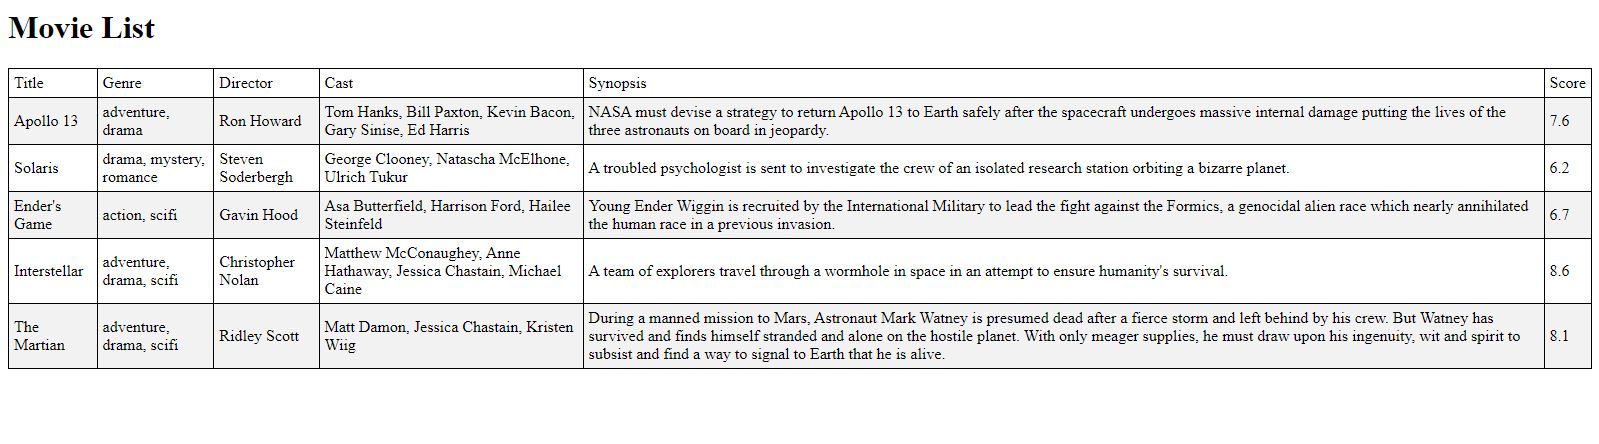 Movie List
Title Genre Director Cast Synopsis Score
Apollo 13
adventure,
drama
Ron Howard
Tom Hanks, Bill Paxton, Kevin Bacon,
Gary Sinise, Ed Harris
NASA must devise a strategy to return Apollo 13 to Earth safely after the spacecraft undergoes massive internal damage putting the lives of the
three astronauts on board in jeopardy.
7.6
Solaris
drama, mystery,
romance
Steven
Soderbergh
George Clooney, Natascha McElhone,
Ulrich Tukur
A troubled psychologist is sent to investigate the crew of an isolated research station orbiting a bizarre planet.
6.2
Ender's
Game
action, scifi
Gavin Hood
Asa Butterfield, Harrison Ford, Hailee
Steinfeld
Young Ender Wiggin is recruited by the International Military to lead the fight against the Formics, a genocidal alien race which nearly annihilated
the human race in a previous invasion.
6.7
Interstellar
adventure,
drama, scifi
Christopher
Nolan
Matthew McConaughey, Anne
Hathaway, Jessica Chastain, Michael
Caine
A team of explorers travel through a wormhole in space in an attempt to ensure humanity's survival.
8.6
The
Martian
adventure,
drama, scifi
Ridley Scott
Matt Damon, Jessica Chastain, Kristen
Wiig
During a manned mission to Mars, Astronaut Mark Watney is presumed dead after a fierce storm and left behind by his crew. But Watney has
survived and finds himself stranded and alone on the hostile planet. With only meager supplies, he must draw upon his ingenuity, wit and spirit to
subsist and find a way to signal to Earth that he is alive.
8.1